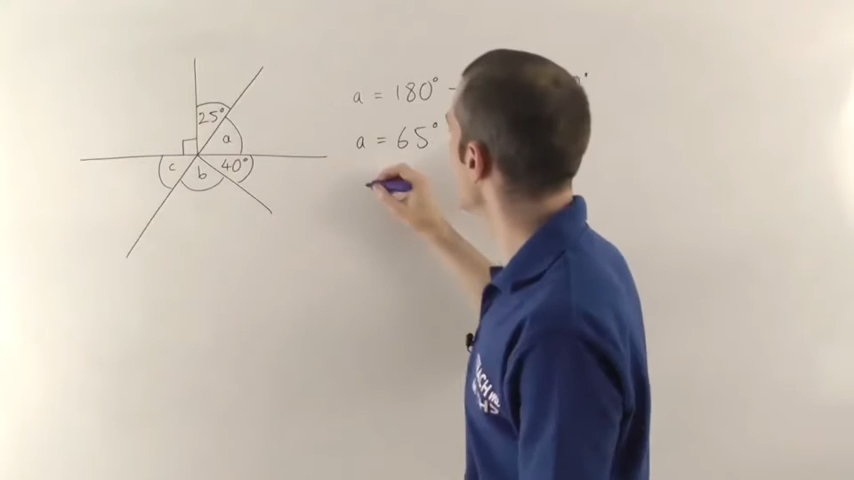 25°
a
c
b
40°
a = 180° -
a = 65°